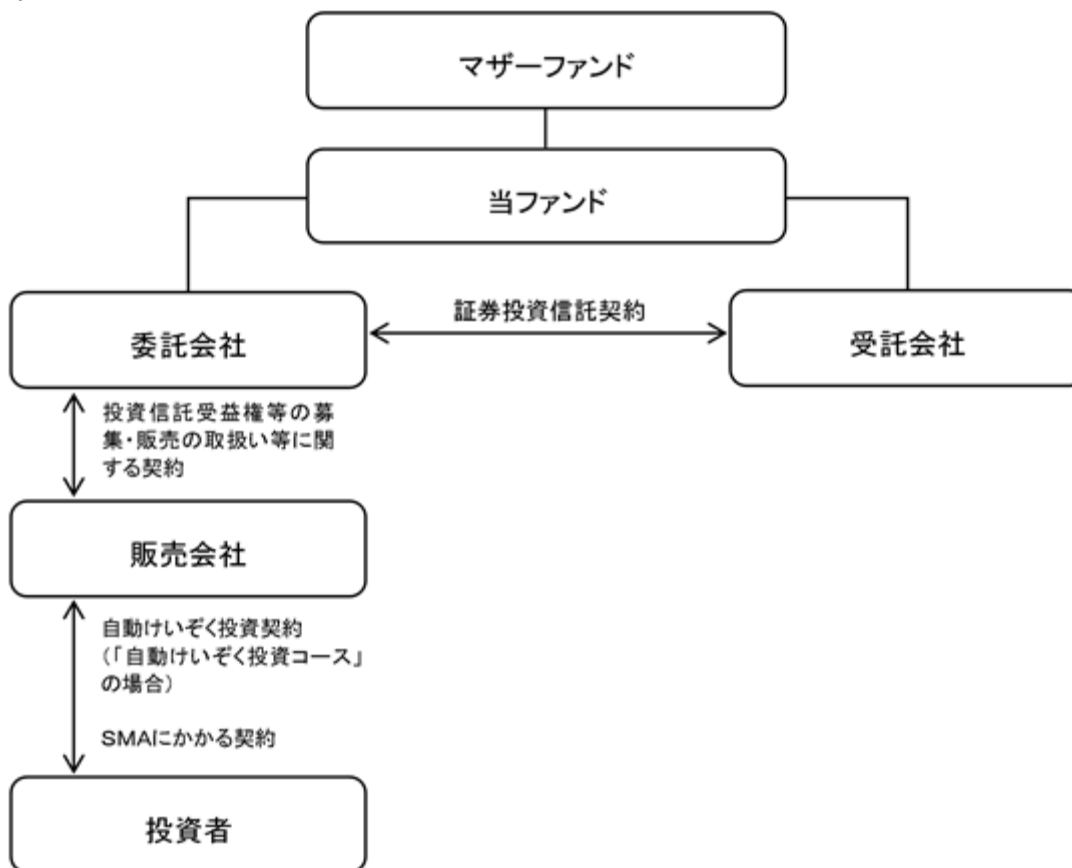 マザーファンド
当ファンド
証券投資信託契約
委託会社
受託会社
投資信託受益権等の募
集・販売の取扱い等に関
する契約
販売会社
自動けいぞく投資契約
(「自動けいぞく投資コース」
の場合)
SMAにかかる契約
投資者